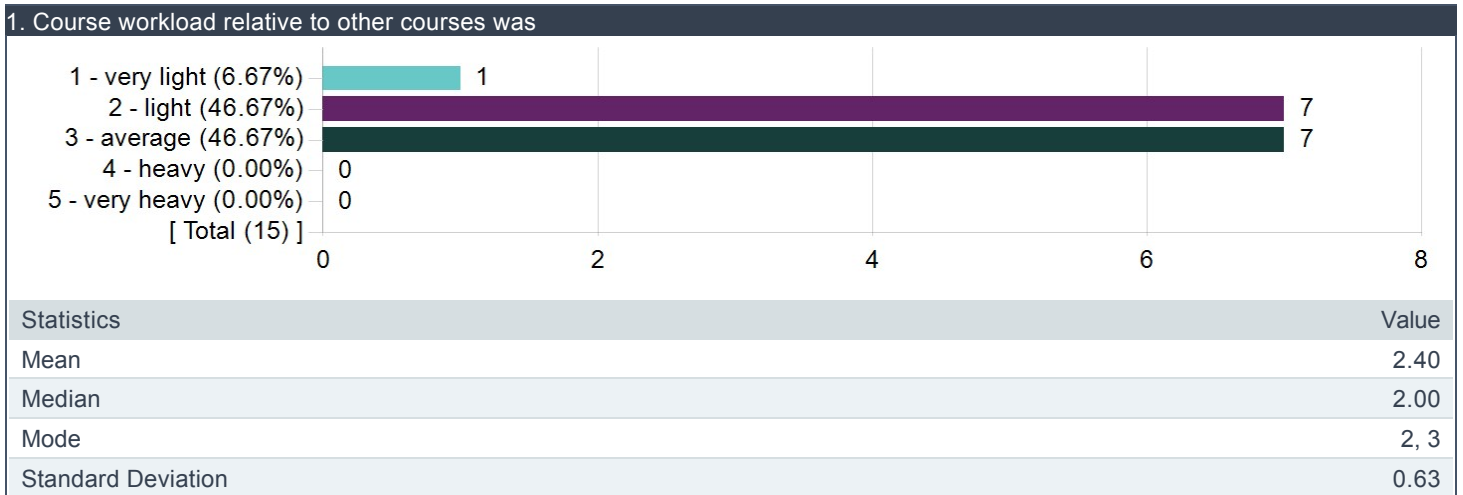 1. Course workload relative to other courses was
1 - very light (6.67%) 1
2 - light (46.67%) 7
3 - average (46.67%) 7
4 - heavy (0.00%) 0
5 - very heavy (0.00%) 0
[ Total (15) ]
0 2 4 6 8
Statistics Value
Mean 2.40
Median 2.00
Mode 2, 3
Standard Deviation 0.63